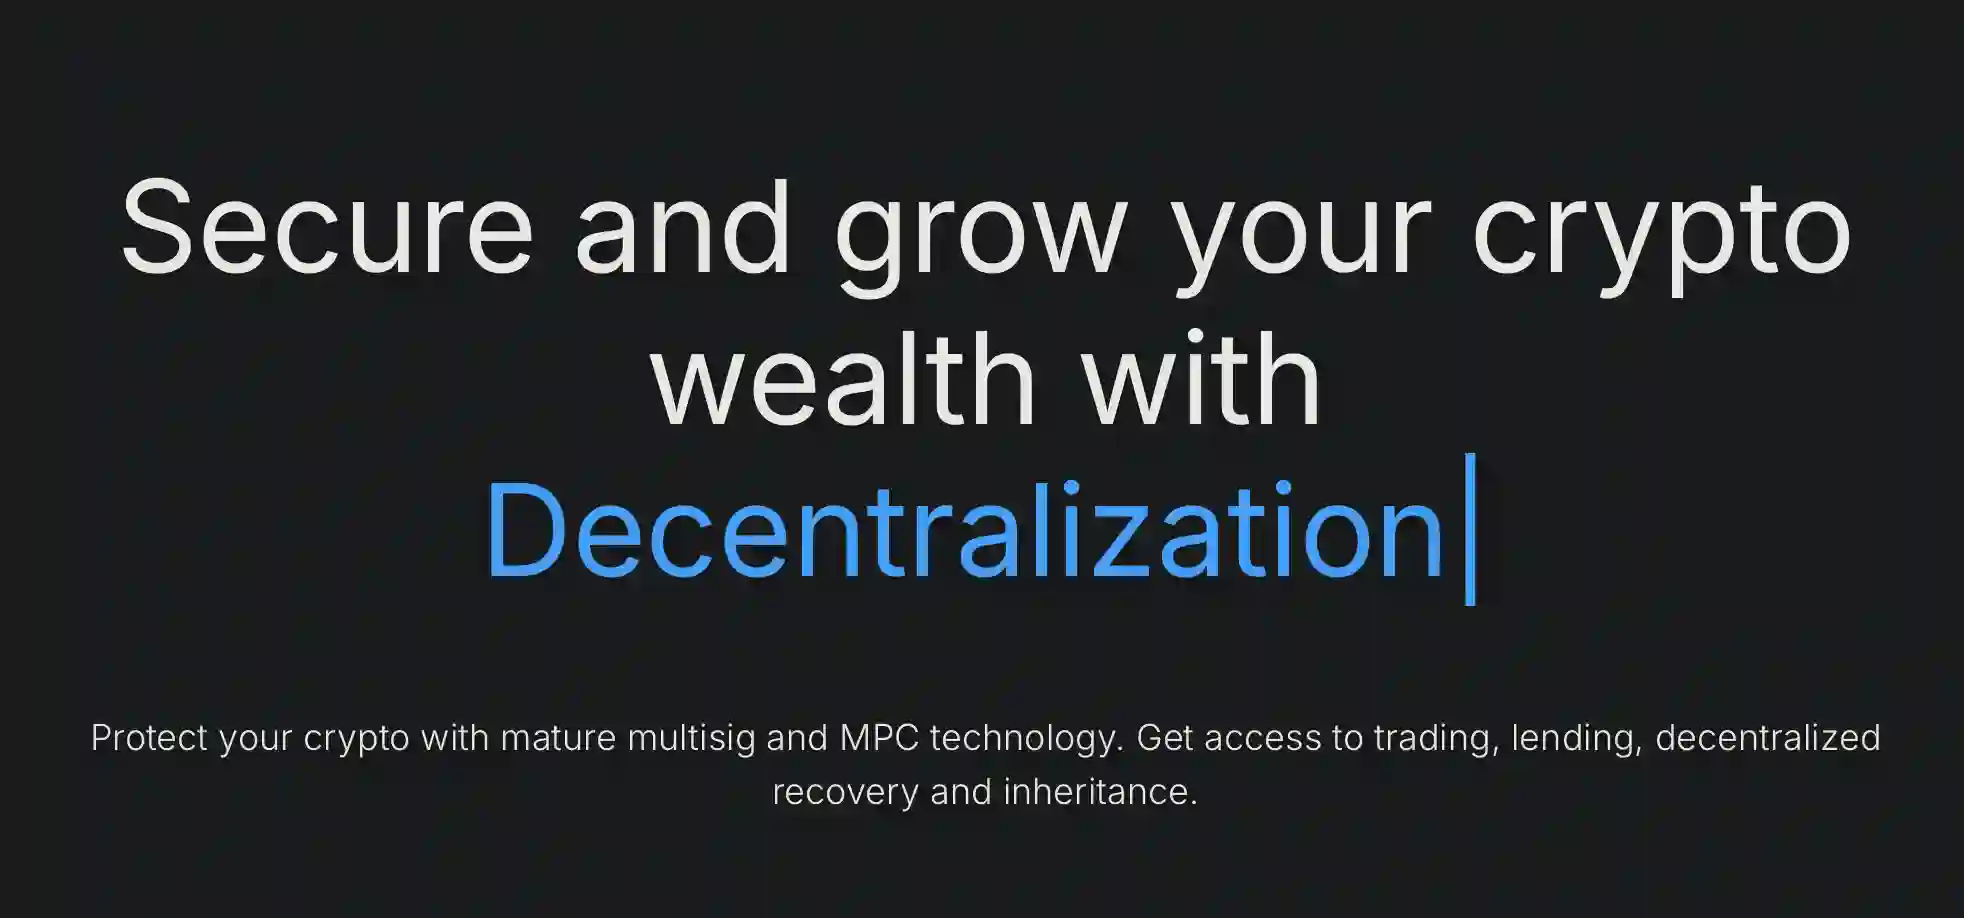 Secure and grow your crypto
wealth with
Decentralization
Protect your crypto with mature multisig and MPC technology. Get access to trading, lending, decentralized
recovery and inheritance.